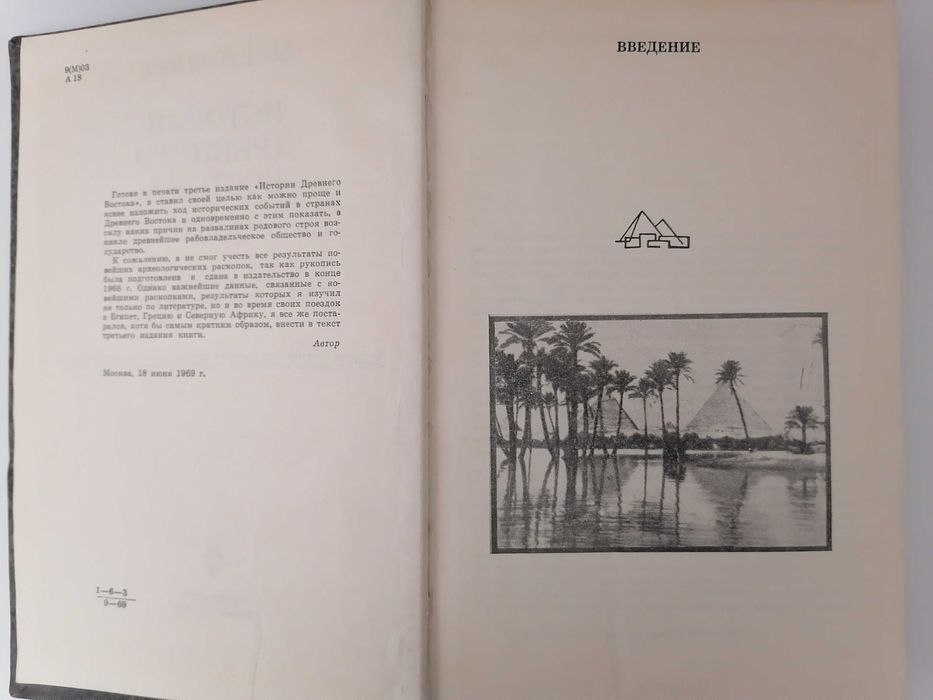 9(М)03
А 18
Готовя к печати третье издание «Истории Древнего
Востока», я ставил своей целью как можно проще и
яснее изложить ход исторических событий в странах
Древнего Востока и одновременно с этим показать, в
силу каких причин на развалинах родового строя воз-
никло древнейшее рабовладельческое общество и го-
сударство.
К сожалению, я не смог учесть все результаты но-
вейших археологических раскопок, так как рукопись
была подготовлена и сдана в издательство в конце
1966 г. Однако важнейшие данные, связанные с но-
вейшими раскопками, результаты которых я изучил
не только по литературе, но и во время своих поездок
в Египет, Грецию и Северную Африку, я все же поста-
рался, хотя бы самым кратким образом, внести в текст
третьего издания книги.
Автор
Москва, 18 июня 1969 г.
1—6—3
9—69
ВВЕДЕНИЕ